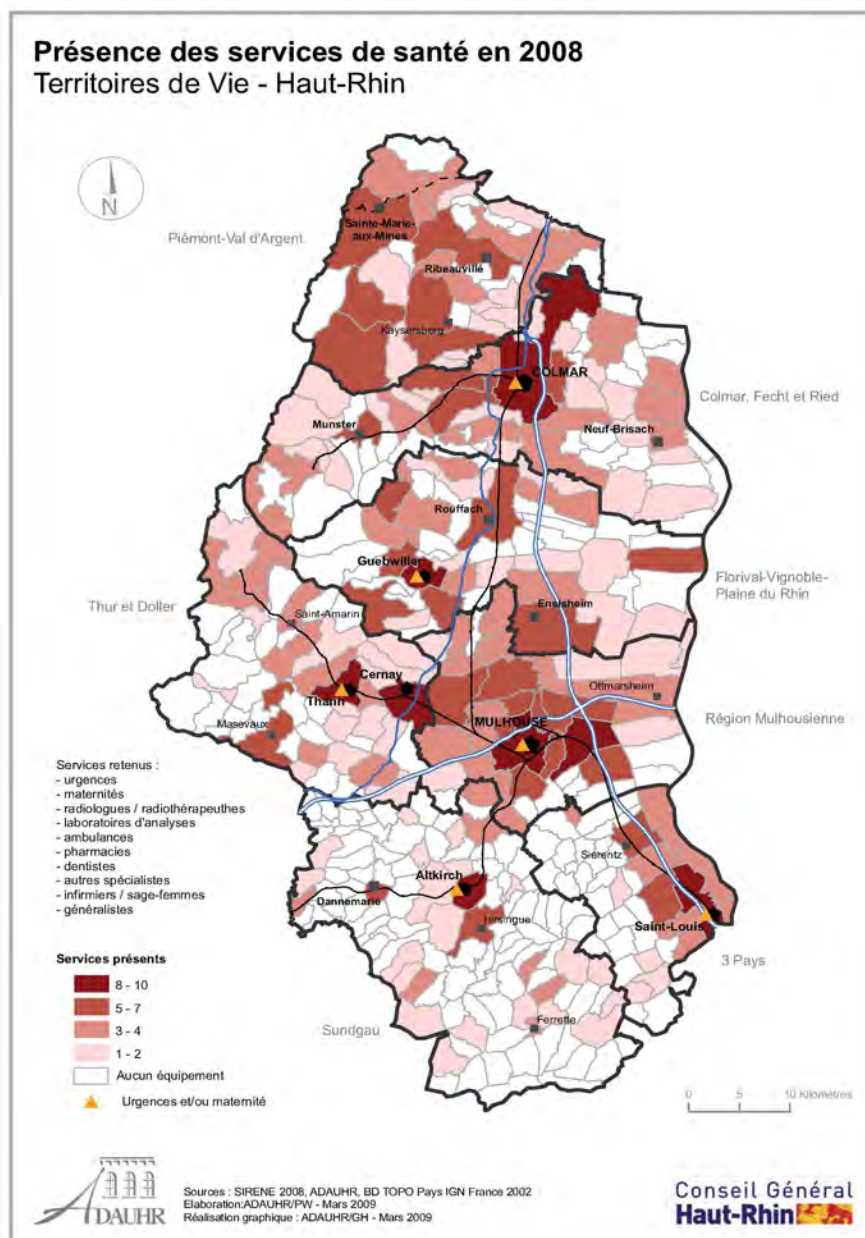 Présence des services de santé en 2008
Territoires de Vie - Haut-Rhin
N
Piémont-Val d'Argent
Sainte-Marie-
aux-Mines
Ribeauvillé
Kaysersberg
COLMAR
Colmar, Fecht et Ried
Munster
Neuf-Brisach
Rouffach
Guebwiller
Florival-Vignoble-
Plaine du Rhin
Thur et Doller
Saint-Amarin
Ensisheim
Cernay
Thann
Ottmarsheim
MULHOUSE
Région Mulhousienne
Masevaux
Services retenus :
- urgences
- maternités
- radiologues / radiothérapeuthes
- laboratoires d'analyses
- ambulances
- pharmacies
- dentistes
- autres spécialistes
- infirmiers / sage-femmes
- généralistes
Sierentz
Altkirch
Dannemarie
Hirsingue
Saint-Louis
3 Pays
Sundgau
Ferrette
Services présents
8 - 10
5 - 7
3 - 4
1 - 2
Aucun équipement
Urgences et/ou maternité
0 5 10 Kilomètres
ADAUHR
Sources : SIRENE 2008, ADAUHR, BD TOPO Pays IGN France 2002
Elaboration:ADAUHR/PW - Mars 2009
Réalisation graphique : ADAUHR/GH - Mars 2009
Conseil Général
Haut-Rhin